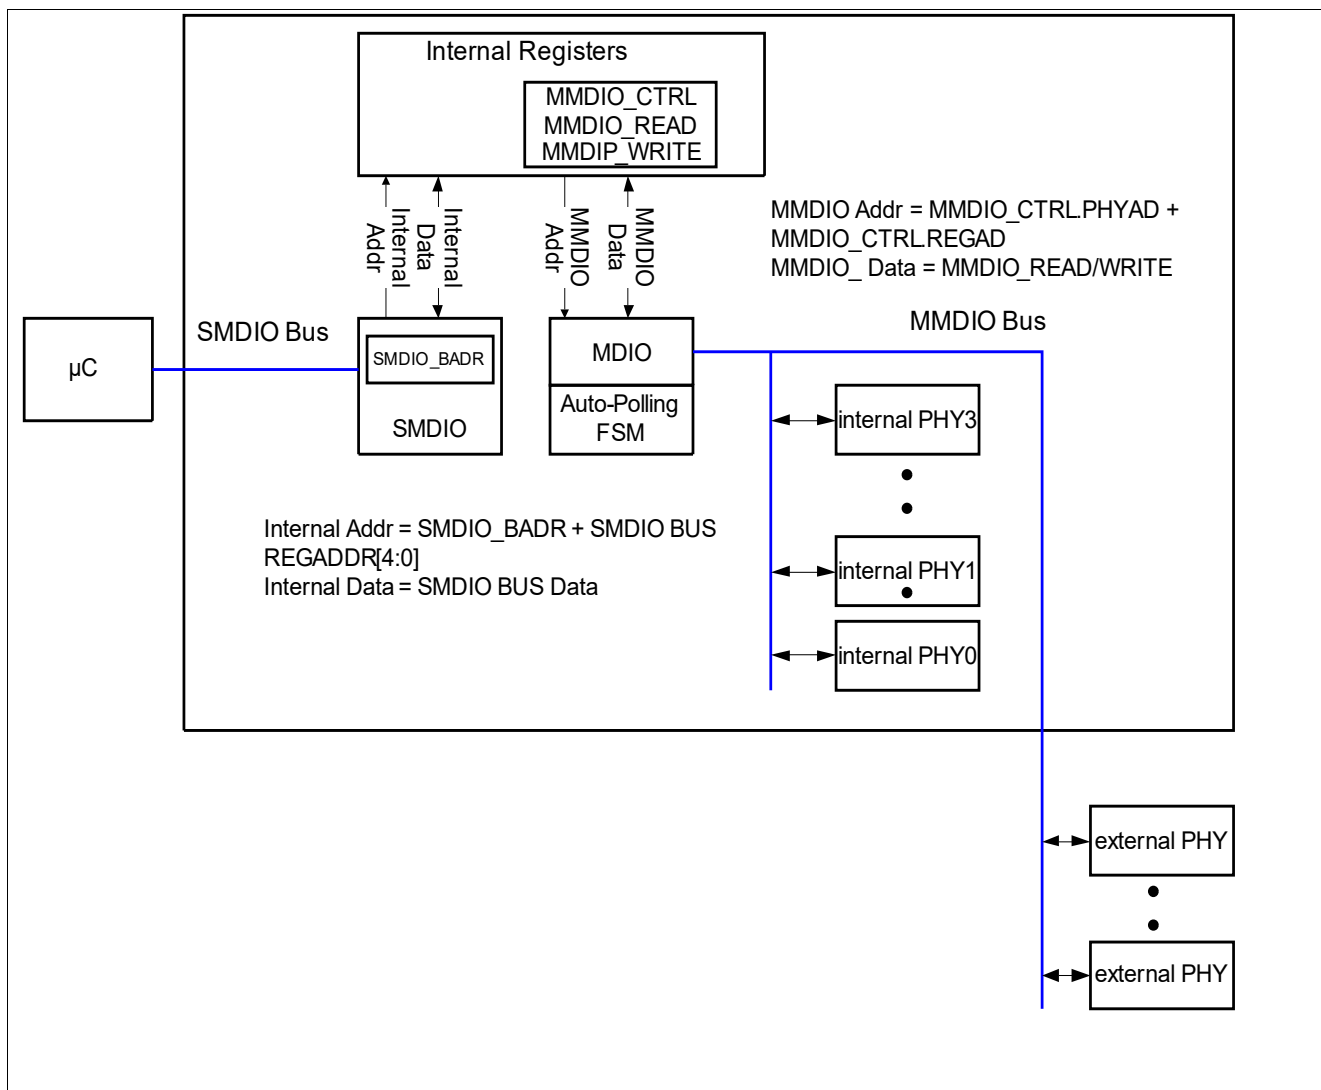 Internal Registers
MMDIO_CTRL
MMDIO_READ
MMDIP_WRITE
Internal
Addr
Internal
Data
MMDIO
Addr
MMDIO
Data
MMDIO Addr = MMDIO_CTRL.PHYAD +
MMDIO_CTRL.REGAD
MMDIO_ Data = MMDIO_READ/WRITE
SMDIO Bus
MMDIO Bus
µC
SMDIO_BADR
SMDIO
MDIO
Auto-Polling
FSM
internal PHY3
Internal Addr = SMDIO_BADR + SMDIO BUS
REGADDR[4:0]
Internal Data = SMDIO BUS Data
internal PHY1
internal PHY0
external PHY
external PHY